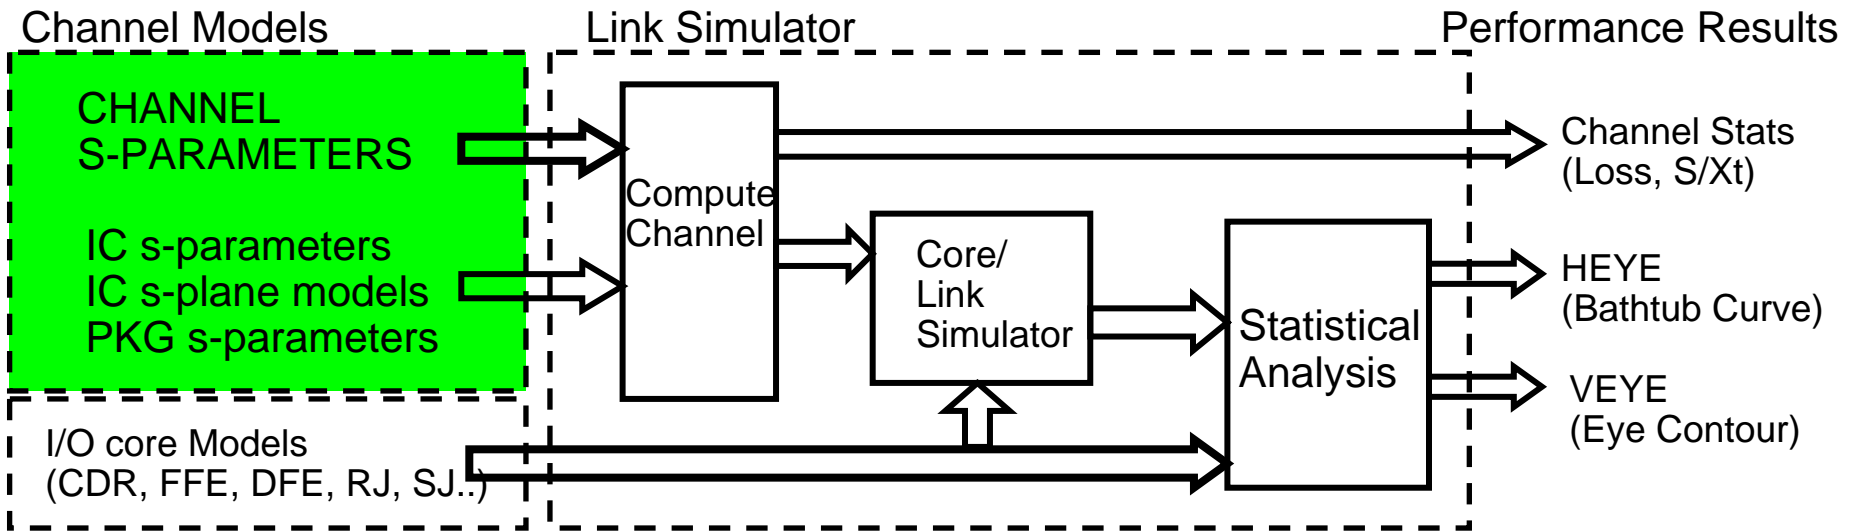 Channel Models
Link Simulator
Performance Results
CHANNEL
S-PARAMETERS
IC s-parameters
IC s-plane models
PKG s-parameters
I/O core Models
(CDR, FFE, DFE, RJ, SJ..)
Compute
Channel
Core/
Link
Simulator
Statistical
Analysis
Channel Stats
(Loss, S/Xt)
HEYE
(Bathtub Curve)
VEYE
(Eye Contour)